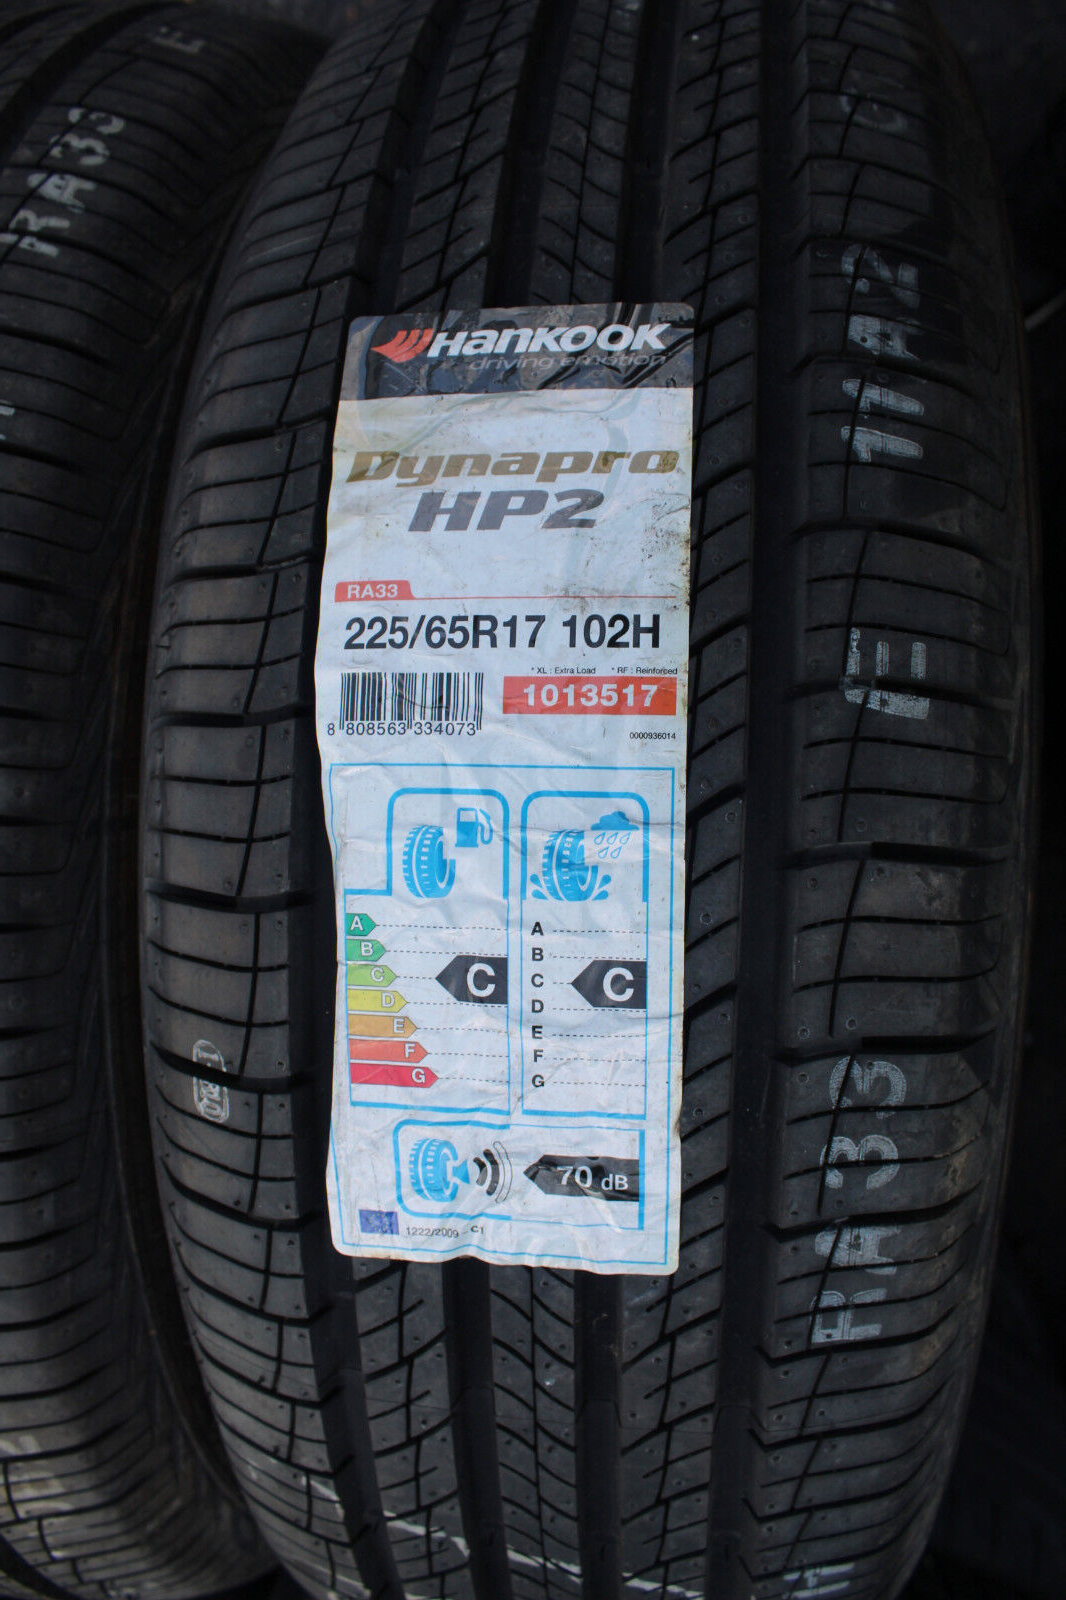 HANKOOK
driving emotion
Dynapro
HP2
RA33
225/65R17 102H
* XL : Extra Load * RF : Reinforced
1013517
8 808563 334073
0000936014
A
B
C
D
E
F
G
C
A
B
C
D
E
F
G
C
70 dB
1222/2009 - C1
RA33
E
11A2
RA33
E